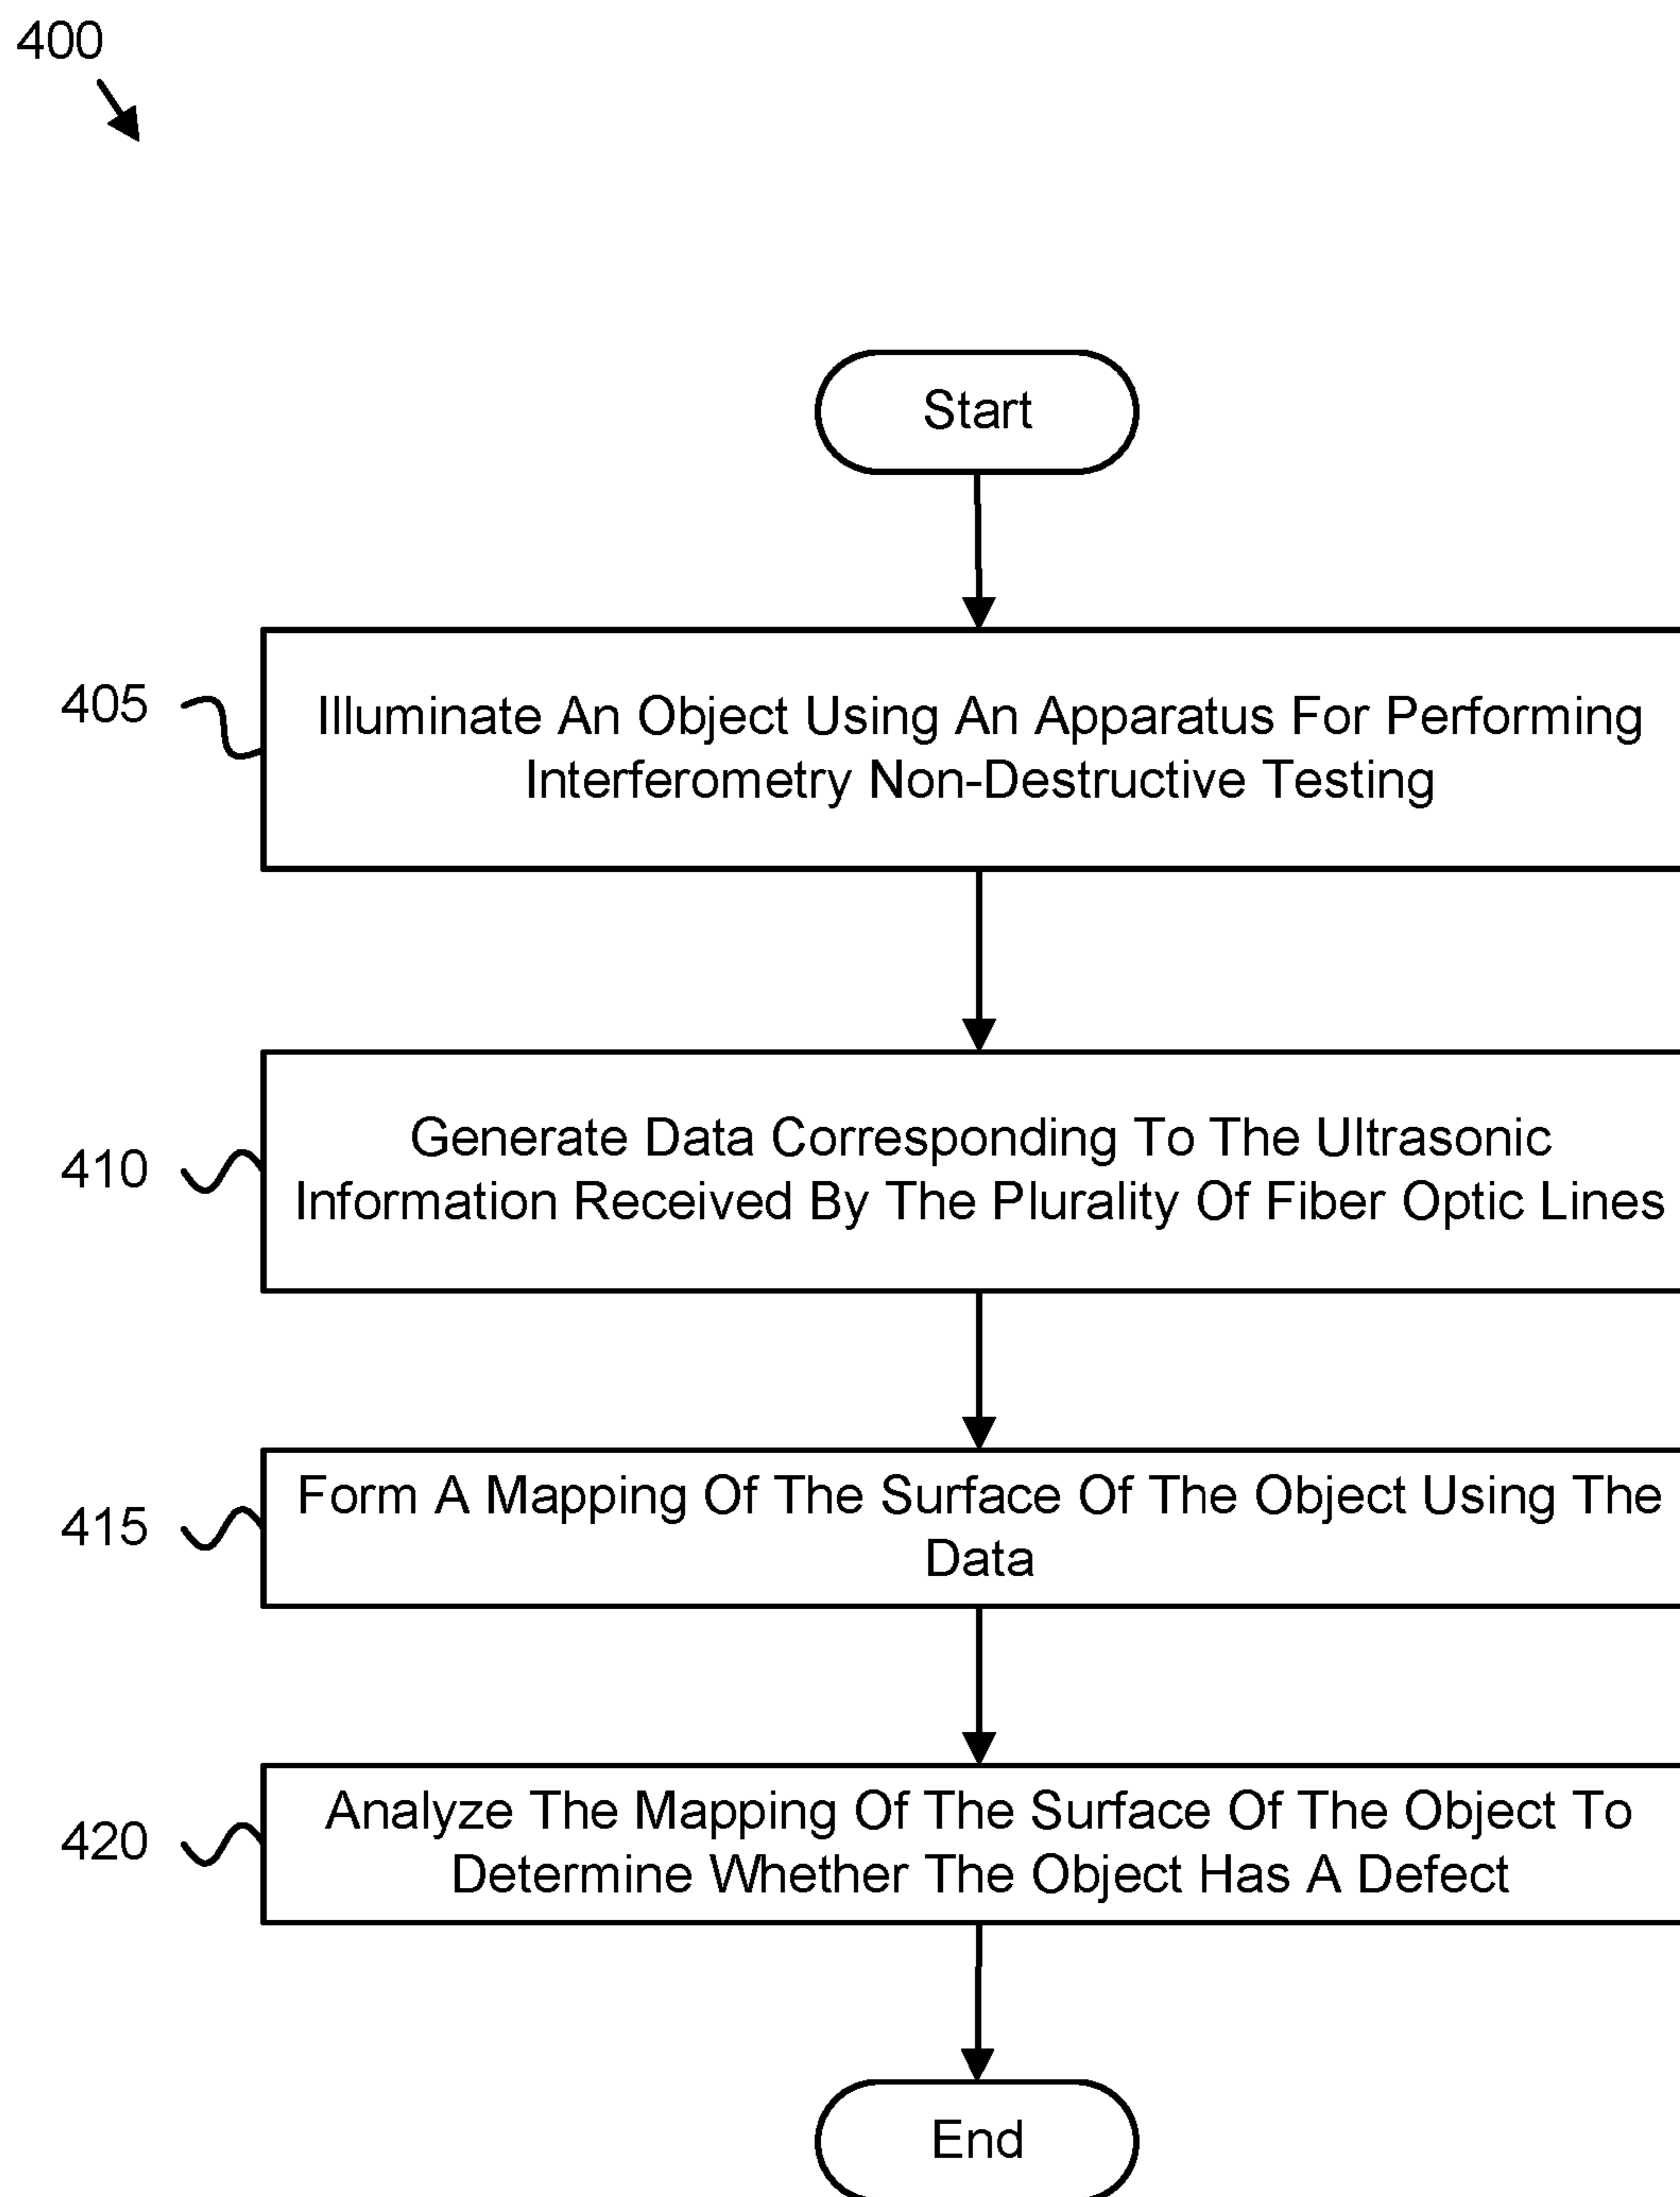 400
Start
405
Illuminate An Object Using An Apparatus For Performing
Interferometry Non-Destructive Testing
410
Generate Data Corresponding To The Ultrasonic
Information Received By The Plurality Of Fiber Optic Lines
415
Form A Mapping Of The Surface Of The Object Using The
Data
420
Analyze The Mapping Of The Surface Of The Object To
Determine Whether The Object Has A Defect
End